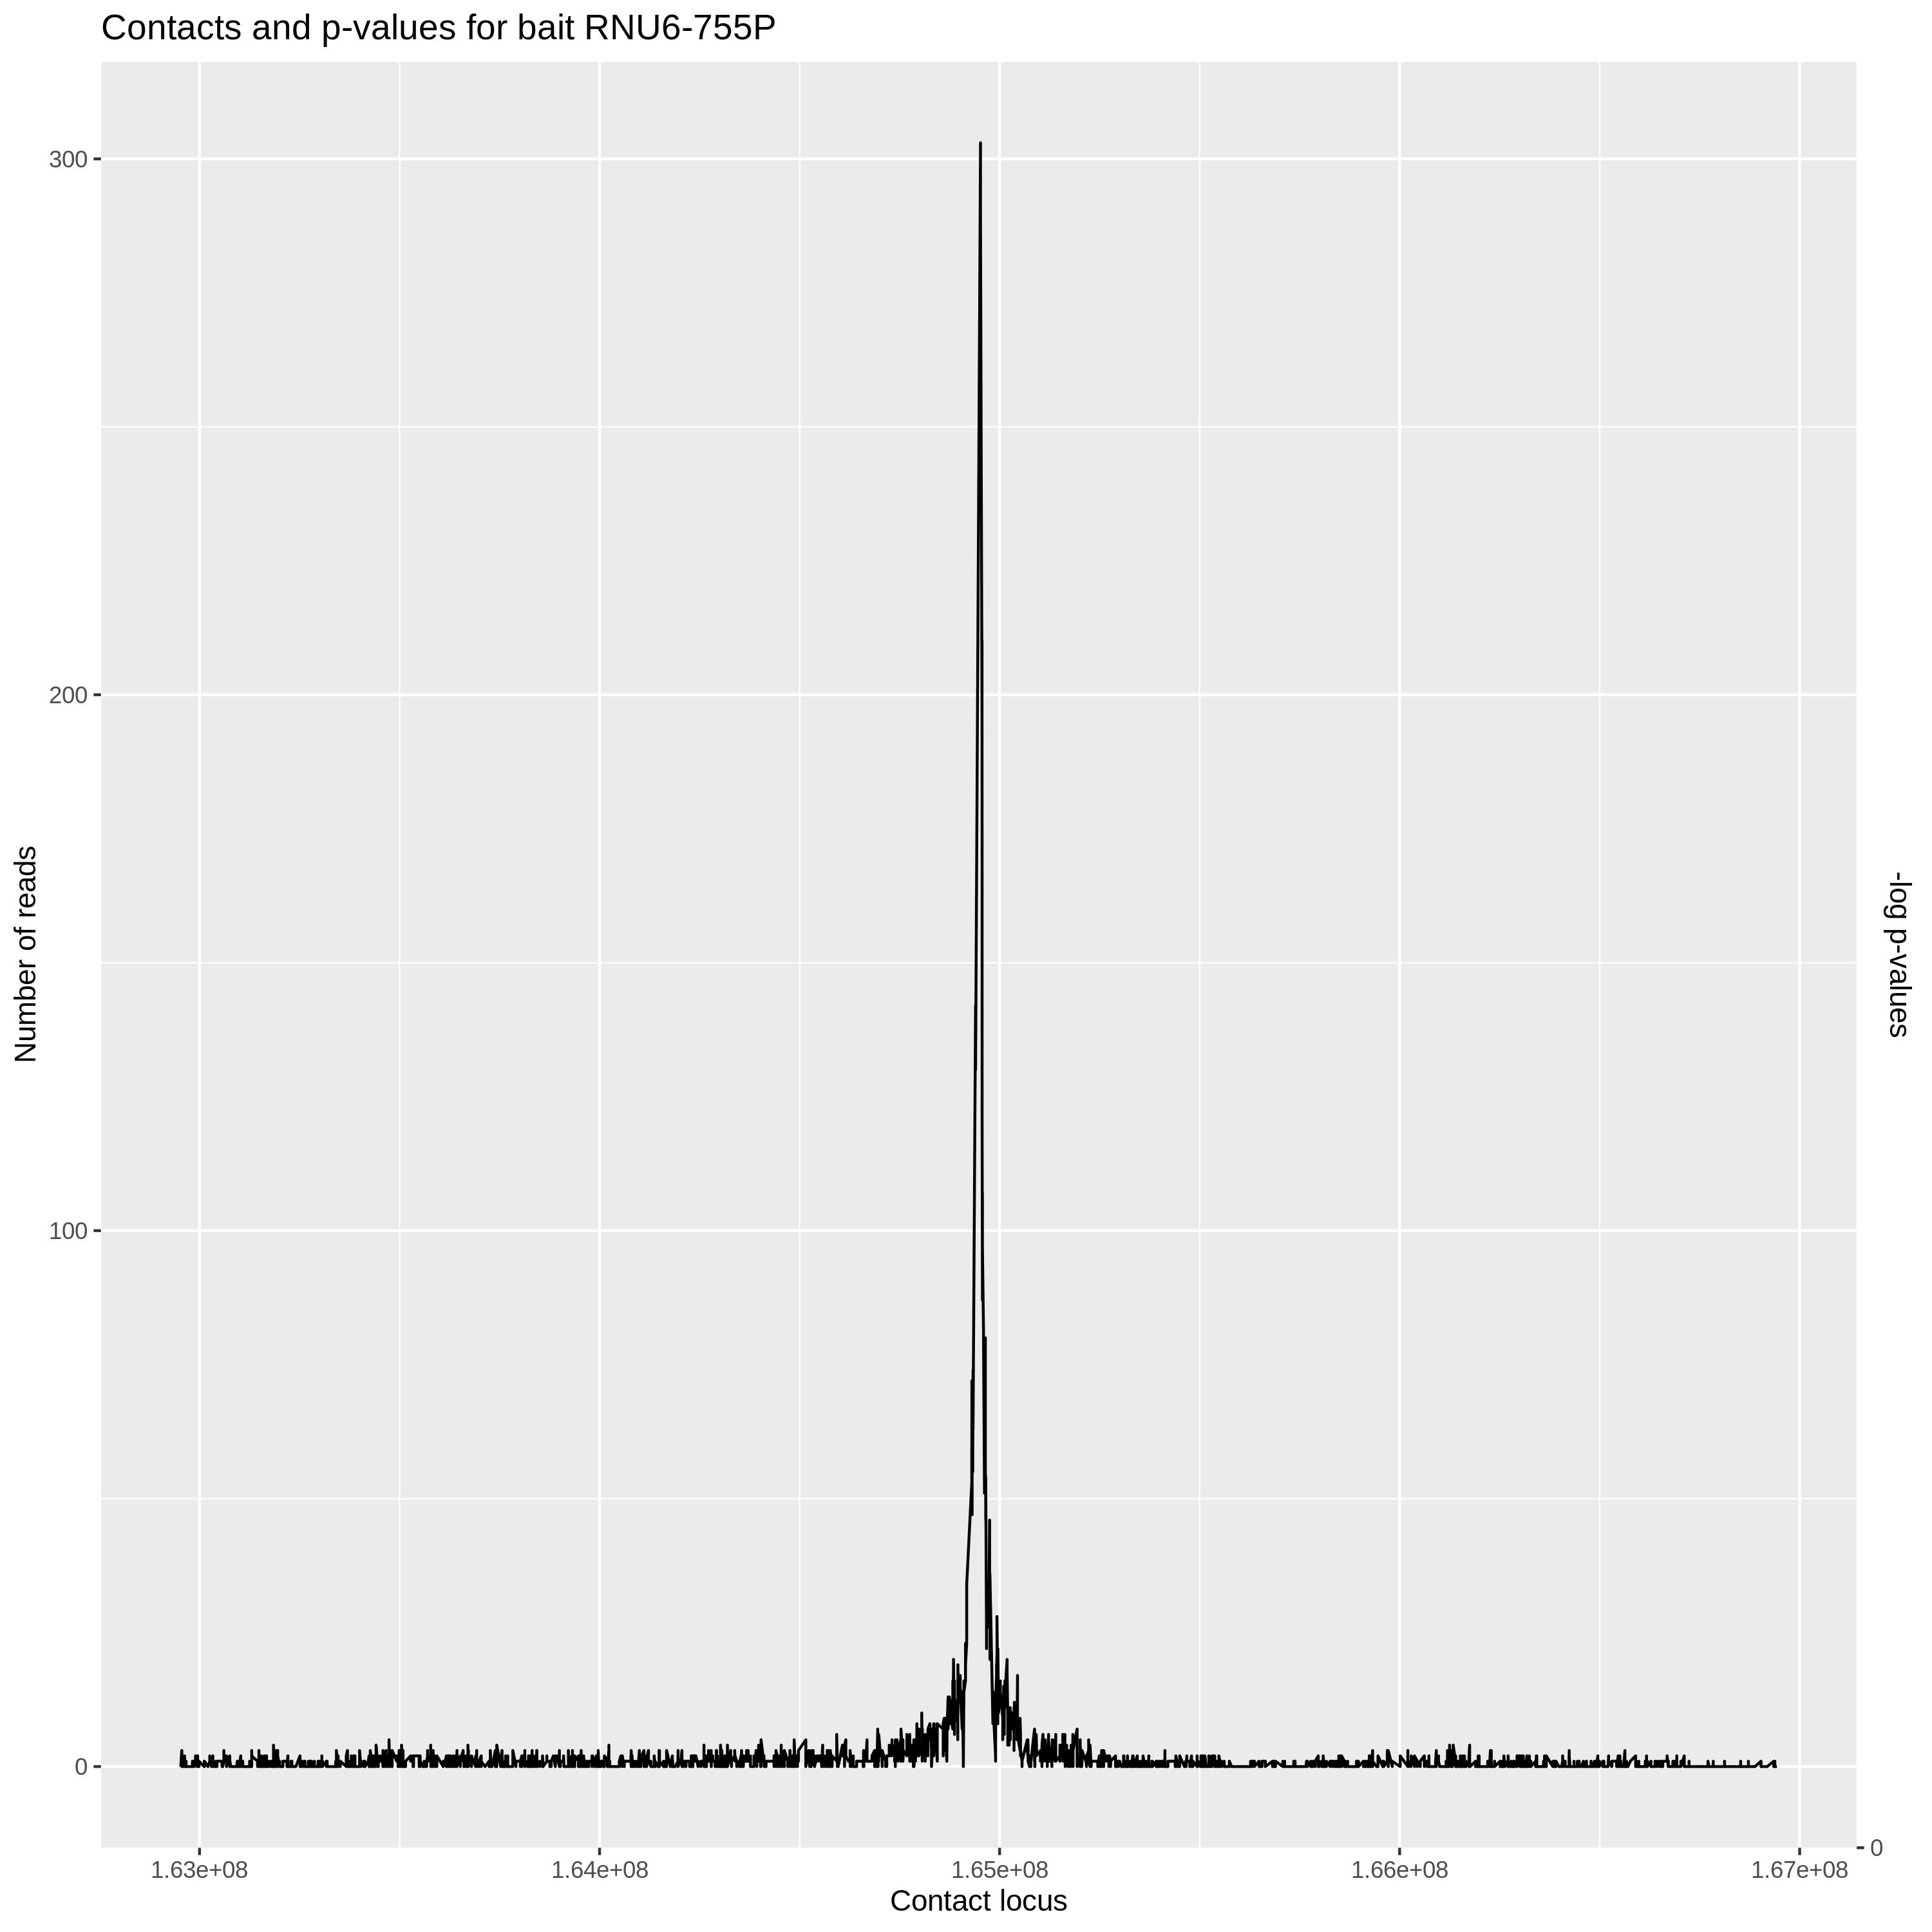 Contacts and p-values for bait RNU6-755P
300
200
100
0
Number of reads
-log p-values
0
1.63e+08
1.64e+08
1.65e+08
1.66e+08
1.67e+08
Contact locus